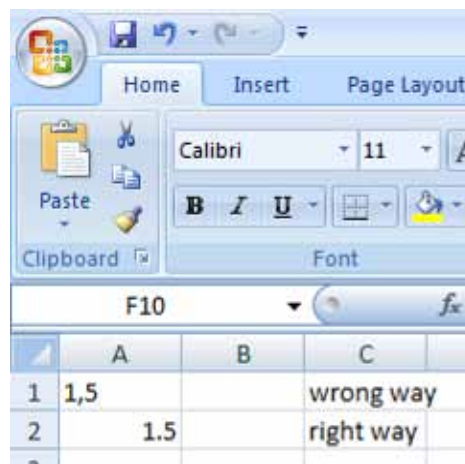 Home Insert Page Layout
Calibri 11 A
Paste B I U
Clipboard Font
F10 fx
A B C
1 1,5 wrong way
2 1.5 right way